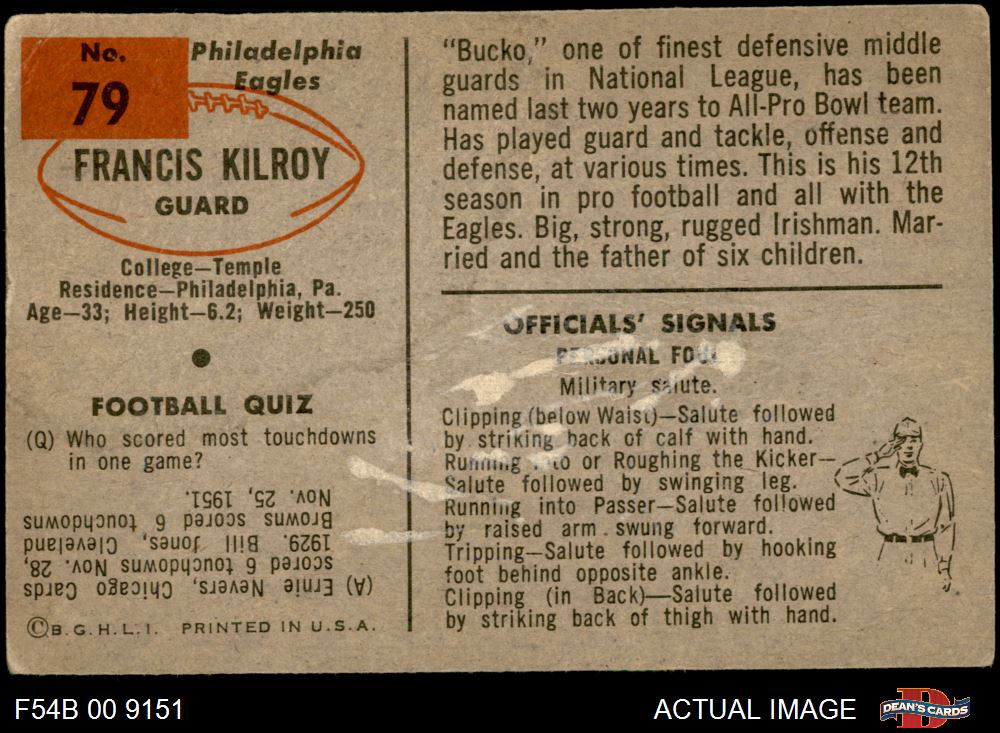 No.
79
Philadelphia
Eagles
FRANCIS KILROY
GUARD
College—Temple
Residence—Philadelphia, Pa.
Age—33; Height—6.2; Weight—250
FOOTBALL QUIZ
(Q) Who scored most touchdowns
in one game?
(A) Ernie Nevers, Chicago Cards
scored 6 touchdowns Nov. 28,
1929. Bill Jones, Cleveland
Browns scored 6 touchdowns
Nov. 25, 1951.
©B.G.H.L.I. PRINTED IN U.S.A.
"Bucko," one of finest defensive middle
guards in National League, has been
named last two years to All-Pro Bowl team.
Has played guard and tackle, offense and
defense, at various times. This is his 12th
season in pro football and all with the
Eagles. Big, strong, rugged Irishman. Mar-
ried and the father of six children.
OFFICIALS' SIGNALS
PERSONAL FOUL
Military salute.
Clipping (below Waist)—Salute followed
by striking back of calf with hand.
Running into or Roughing the Kicker—
Salute followed by swinging leg.
Running into Passer—Salute followed
by raised arm swung forward.
Tripping—Salute followed by hooking
foot behind opposite ankle.
Clipping (in Back)—Salute followed
by striking back of thigh with hand.
F54B 00 9151
ACTUAL IMAGE
D
DEAN'S CARDS